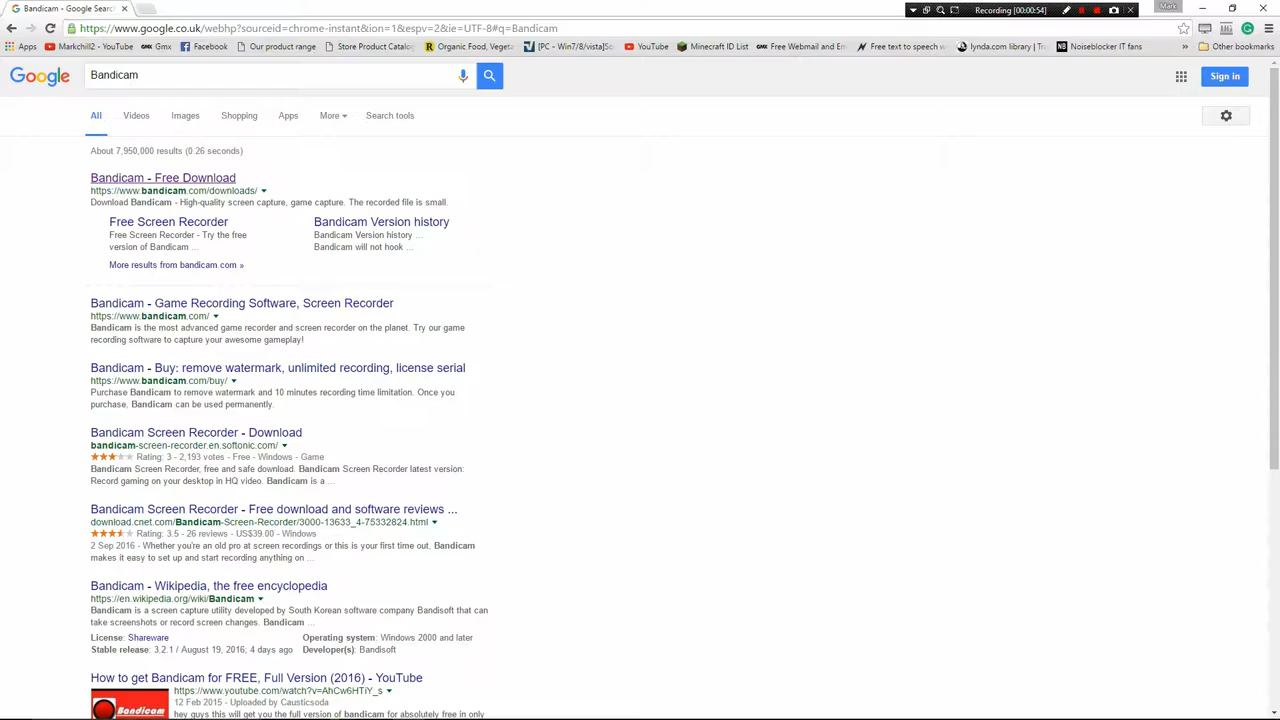 Bandicam - Google Search
Recording [00:00:54]
Mark
https://www.google.co.uk/webhp?sourceid=chrome-instant&ion=1&espv=2&ie=UTF-8#q=Bandicam
Apps
Markchill2 - YouTube
Gmx
Facebook
Our product range
Store Product Catalog
Organic Food, Vegeta
[PC - Win7/8/vista]So
YouTube
Minecraft ID List
Free Webmail and Em
Free text to speech w
lynda.com library | Tr
Noiseblocker IT fans
»
Other bookmarks
Google
Bandicam
Sign in
All Videos Images Shopping Apps More Search tools
About 7,950,000 results (0.26 seconds)
Bandicam - Free Download
https://www.bandicam.com/downloads/
Download Bandicam - High-quality screen capture, game capture. The recorded file is small.
Free Screen Recorder
Free Screen Recorder - Try the free
version of Bandicam ...
Bandicam Version history
Bandicam Version history ...
Bandicam will not hook ...
More results from bandicam.com »
Bandicam - Game Recording Software, Screen Recorder
https://www.bandicam.com/
Bandicam is the most advanced game recorder and screen recorder on the planet. Try our game
recording software to capture your awesome gameplay!
Bandicam - Buy: remove watermark, unlimited recording, license serial
https://www.bandicam.com/buy/
Purchase Bandicam to remove watermark and 10 minutes recording time limitation. Once you
purchase, Bandicam can be used permanently.
Bandicam Screen Recorder - Download
bandicam-screen-recorder.en.softonic.com/
Rating: 3 - 2,193 votes - Free - Windows - Game
Bandicam Screen Recorder, free and safe download. Bandicam Screen Recorder latest version:
Record gaming on your desktop in HQ video. Bandicam is a ...
Bandicam Screen Recorder - Free download and software reviews ...
download.cnet.com/Bandicam-Screen-Recorder/3000-13633_4-75332824.html
Rating: 3.5 - 26 reviews - US$39.00 - Windows
2 Sep 2016 - Whether you're an old pro at screen recordings or this is your first time out, Bandicam
makes it easy to set up and start recording anything on ...
Bandicam - Wikipedia, the free encyclopedia
https://en.wikipedia.org/wiki/Bandicam
Bandicam is a screen capture utility developed by South Korean software company Bandisoft that can
take screenshots or record screen changes. Bandicam ...
License: Shareware
Operating system: Windows 2000 and later
Stable release: 3.2.1 / August 19, 2016; 4 days ago
Developer(s): Bandisoft
How to get Bandicam for FREE, Full Version (2016) - YouTube
https://www.youtube.com/watch?v=AhCw6HTiY_s
12 Feb 2015 - Uploaded by Causticsoda
hey guys this will get you the full version of bandicam for absolutely free in only
Bandicam